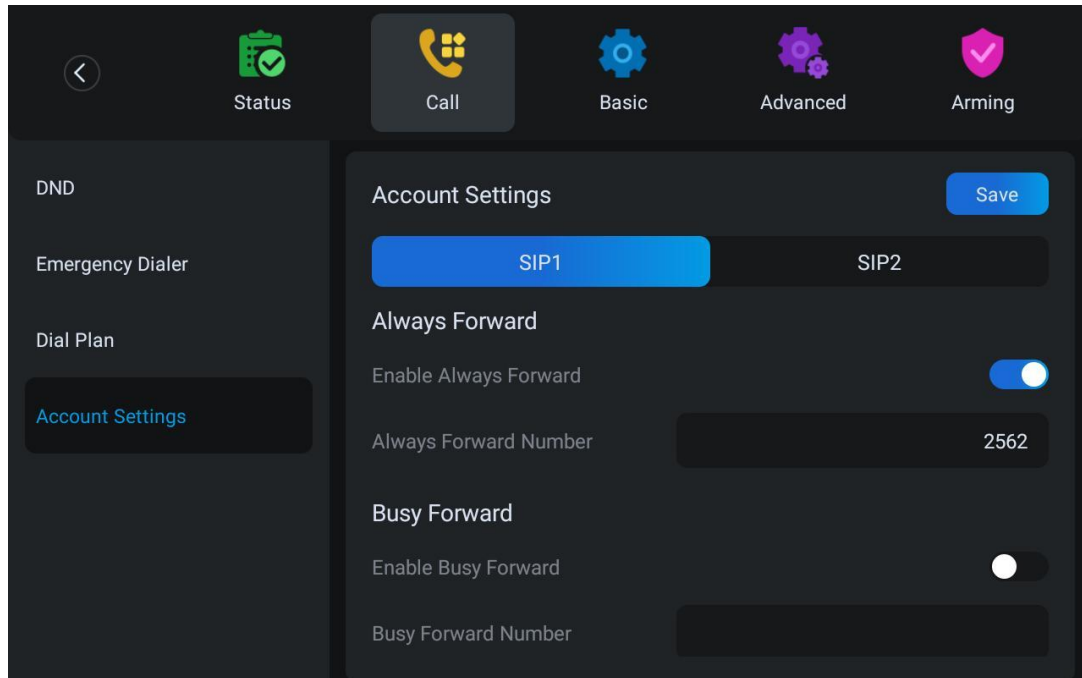 Status
Call
Basic
Advanced
Arming
DND
Emergency Dialer
Dial Plan
Account Settings
Account Settings
Save
SIP1
SIP2
Always Forward
Enable Always Forward
Always Forward Number
2562
Busy Forward
Enable Busy Forward
Busy Forward Number